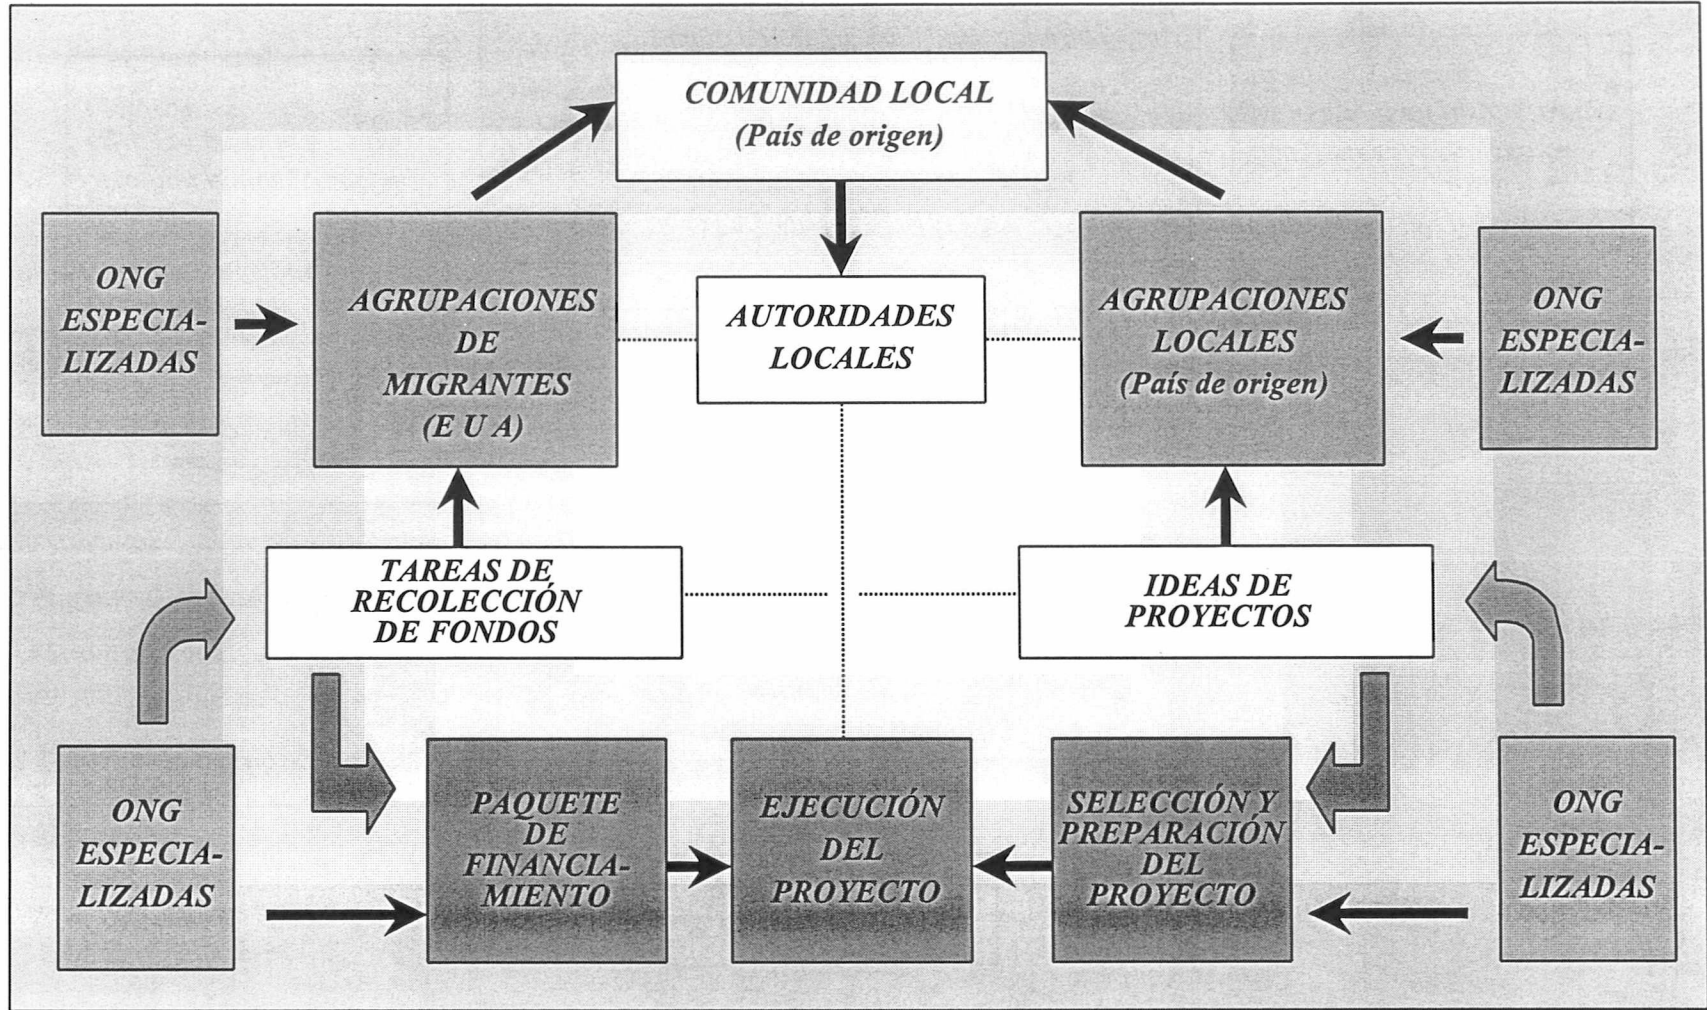 COMUNIDAD LOCAL
(País de origen)
ONG
ESPECIA-
LIZADAS
AGRUPACIONES
DE
MIGRANTES
(E U A)
AUTORIDADES
LOCALES
AGRUPACIONES
LOCALES
(País de origen)
ONG
ESPECIA-
LIZADAS
TAREAS DE
RECOLECCIÓN
DE FONDOS
IDEAS DE
PROYECTOS
ONG
ESPECIA-
LIZADAS
PAQUETE
DE
FINANCIA-
MIENTO
EJECUCIÓN
DEL
PROYECTO
SELECCIÓN Y
PREPARACIÓN
DEL
PROYECTO
ONG
ESPECIA-
LIZADAS